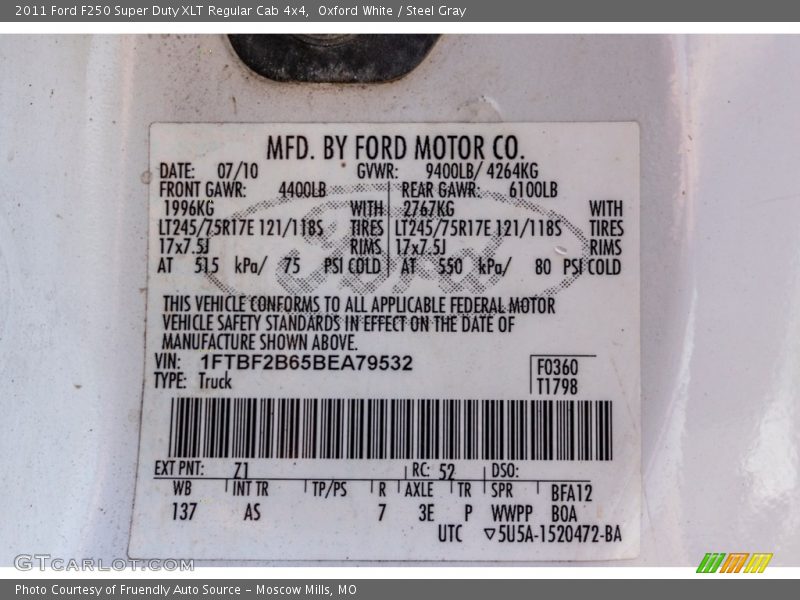 2011 Ford F250 Super Duty XLT Regular Cab 4x4,  Oxford White / Steel Gray
MFD. BY FORD MOTOR CO.
DATE: 07/10 GVWR: 9400LB/ 4264KG
FRONT GAWR: 4400LB REAR GAWR: 6100LB
1996KG WITH 2767KG WITH
LT245/75R17E 121/118S TIRES LT245/75R17E 121/118S TIRES
17x7.5J RIMS 17x7.5J RIMS
AT 515 kPa/ 75 PSI COLD AT 550 kPa/ 80 PSI COLD
Ford
THIS VEHICLE CONFORMS TO ALL APPLICABLE FEDERAL MOTOR
VEHICLE SAFETY STANDARDS IN EFFECT ON THE DATE OF
MANUFACTURE SHOWN ABOVE.
VIN: 1FTBF2B65BEA79532
TYPE: Truck
F0360
T1798
EXT PNT: Z1 RC: 52 DSO:
WB INT TR TP/PS R AXLE TR SPR BFA12
137 AS 7 3E P WWPP BOA
UTC ▽5U5A-1520472-BA
GTCarLot.com
Photo Courtesy of Fruendly Auto Source – Moscow Mills, MO